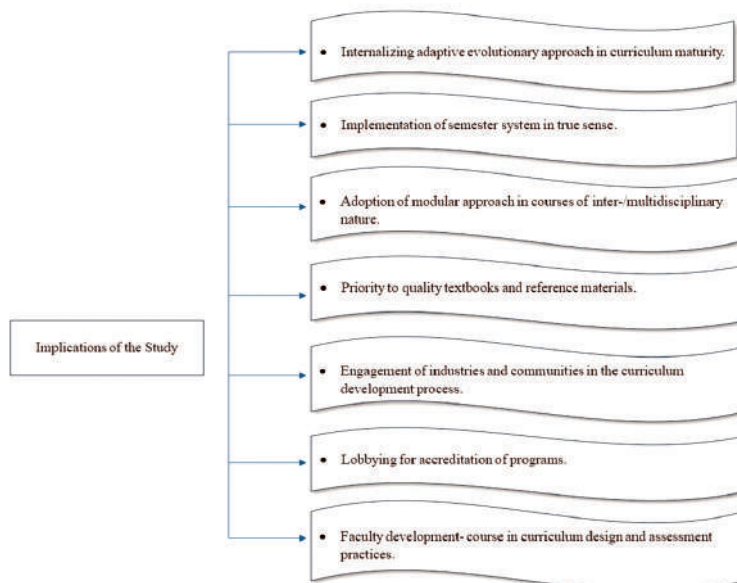 • Internalizing adaptive evolutionary approach in curriculum maturity.
• Implementation of semester system in true sense.
• Adoption of modular approach in courses of inter-/multidisciplinary
nature.
• Priority to quality textbooks and reference materials.
Implications of the Study
• Engagement of industries and communities in the curriculum
development process.
• Lobbying for accreditation of programs.
• Faculty development- course in curriculum design and assessment
practices.